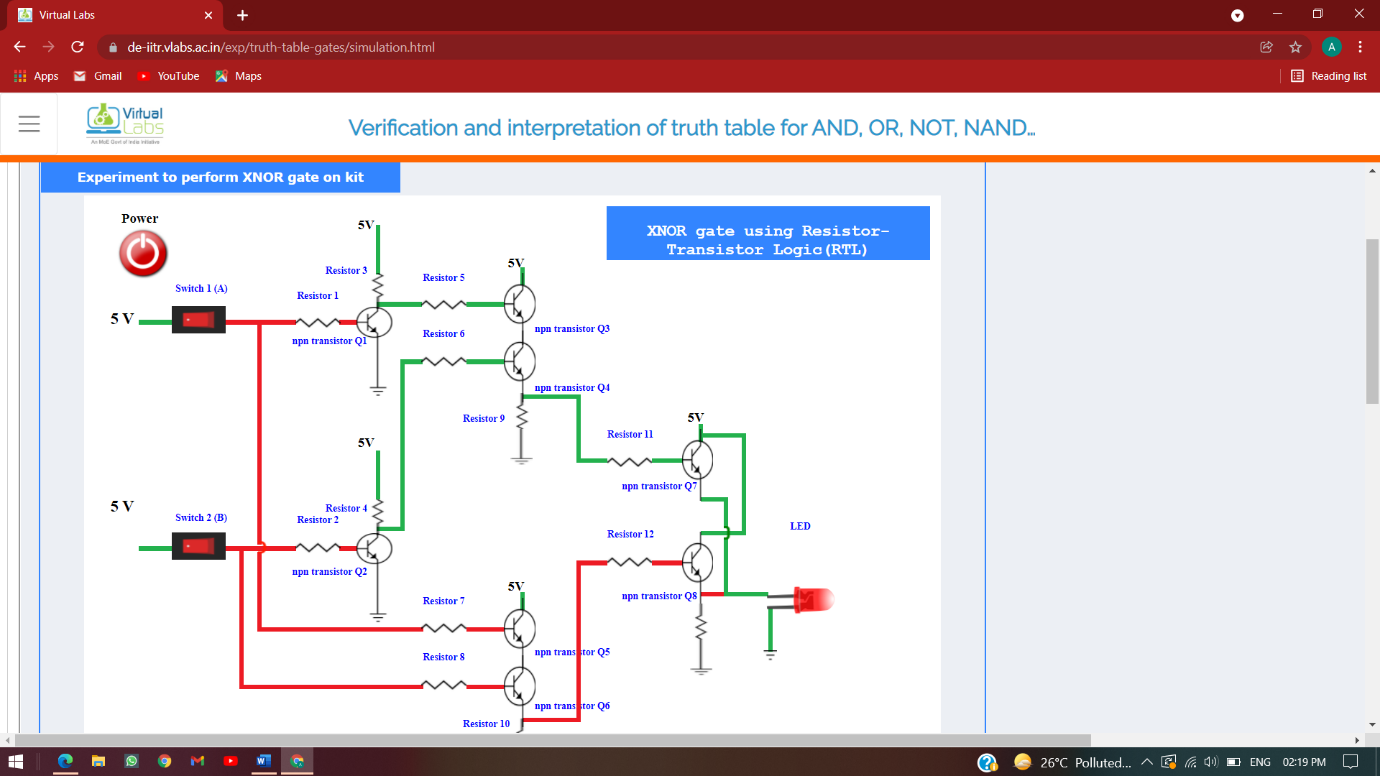 Virtual Labs
de-iitr.vlabs.ac.in/exp/truth-table-gates/simulation.html
A
Apps
Gmail
YouTube
Maps
Reading list
Virtual
Labs
An MoE Govt of India Initiative
Verification and interpretation of truth table for AND, OR, NOT, NAND...
Experiment to perform XNOR gate on kit
XNOR gate using Resistor-
Transistor Logic(RTL)
Power
5V
Resistor 3
5V
Resistor 5
Switch 1 (A)
Resistor 1
5 V
npn transistor Q3
Resistor 6
npn transistor Q1
npn transistor Q4
Resistor 9
5V
Resistor 11
5V
npn transistor Q7
5 V
Resistor 4
Switch 2 (B)
Resistor 2
LED
Resistor 12
npn transistor Q2
5V
npn transistor Q8
Resistor 7
npn transistor Q5
Resistor 8
npn transistor Q6
Resistor 10
26°C Polluted...
ENG
02:19 PM